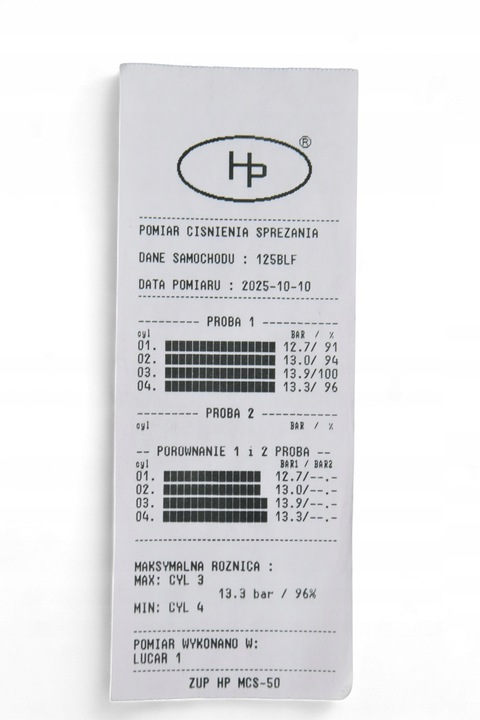 HP ®
POMIAR CISNIENIA SPREZANIA
DANE SAMOCHODU : 125BLF
DATA POMIARU : 2025-10-10
--------- PROBA 1 -----------
cyl BAR / %
01. 12.7/ 91
02. 13.0/ 94
03. 13.9/100
04. 13.3/ 96
--------- PROBA 2 -----------
cyl BAR / %
-- POROWNANIE 1 i 2 PROBA --
cyl BAR1 / BAR2
01. 12.7/--.-
02. 13.0/--.-
03. 13.9/--.-
04. 13.3/--.-
MAKSYMALNA ROZNICA :
MAX: CYL 3
13.3 bar / 96%
MIN: CYL 4
POMIAR WYKONANO W:
LUCAR 1
ZUP HP MCS-50